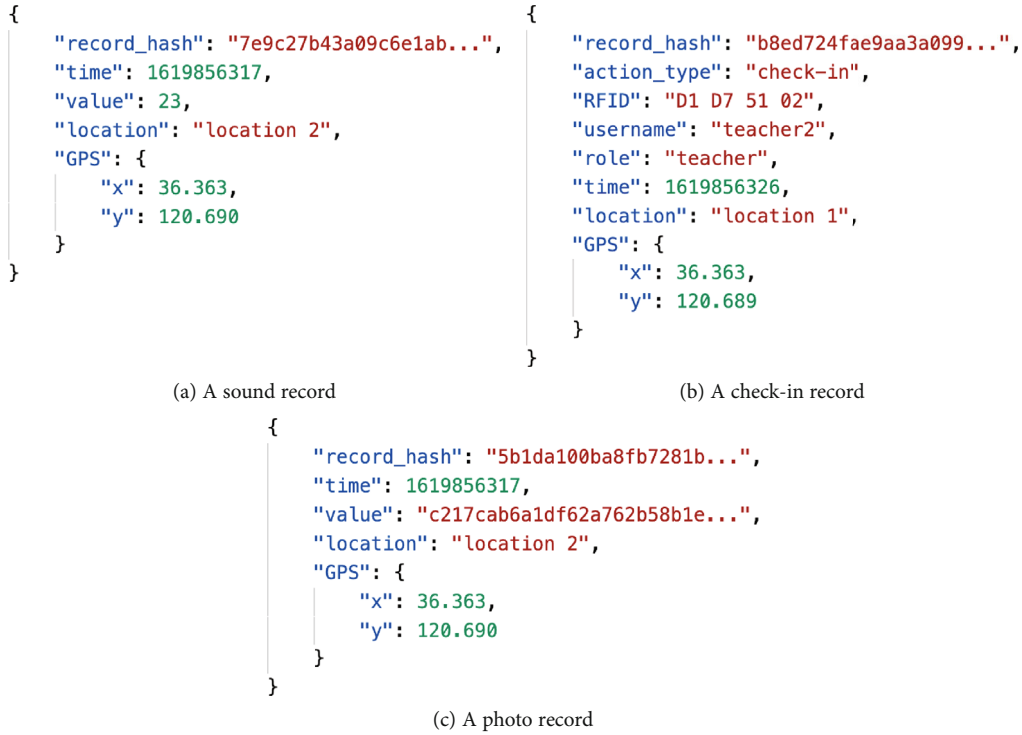 {
"record_hash": "7e9c27b43a09c6e1ab...",
"time": 1619856317,
"value": 23,
"location": "location 2",
"GPS": {
"x": 36.363,
"y": 120.690
}
}
(a) A sound record
{
"record_hash": "b8ed724fae9aa3a099...",
"action_type": "check-in",
"RFID": "D1 D7 51 02",
"username": "teacher2",
"role": "teacher",
"time": 1619856326,
"location": "location 1",
"GPS": {
"x": 36.363,
"y": 120.689
}
}
(b) A check-in record
{
"record_hash": "5b1da100ba8fb7281b...",
"time": 1619856317,
"value": "c217cab6a1df62a762b58b1e...",
"location": "location 2",
"GPS": {
"x": 36.363,
"y": 120.690
}
}
(c) A photo record